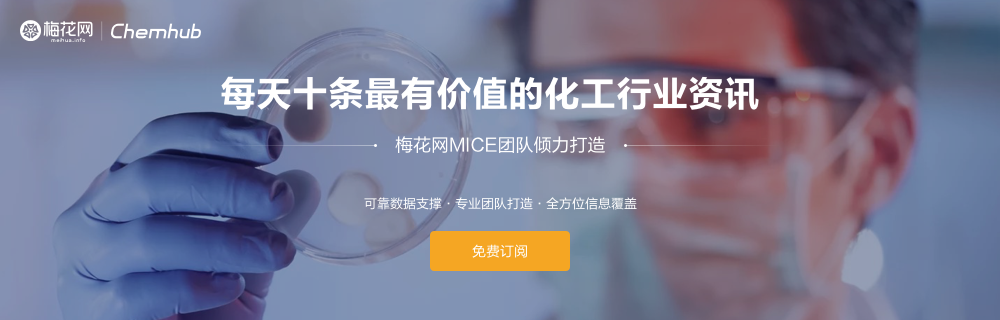 梅花网 Chemhub
meihua.info
每天十条最有价值的化工行业资讯
梅花网MICE团队倾力打造
可靠数据支撑·专业团队打造·全方位信息覆盖
免费订阅